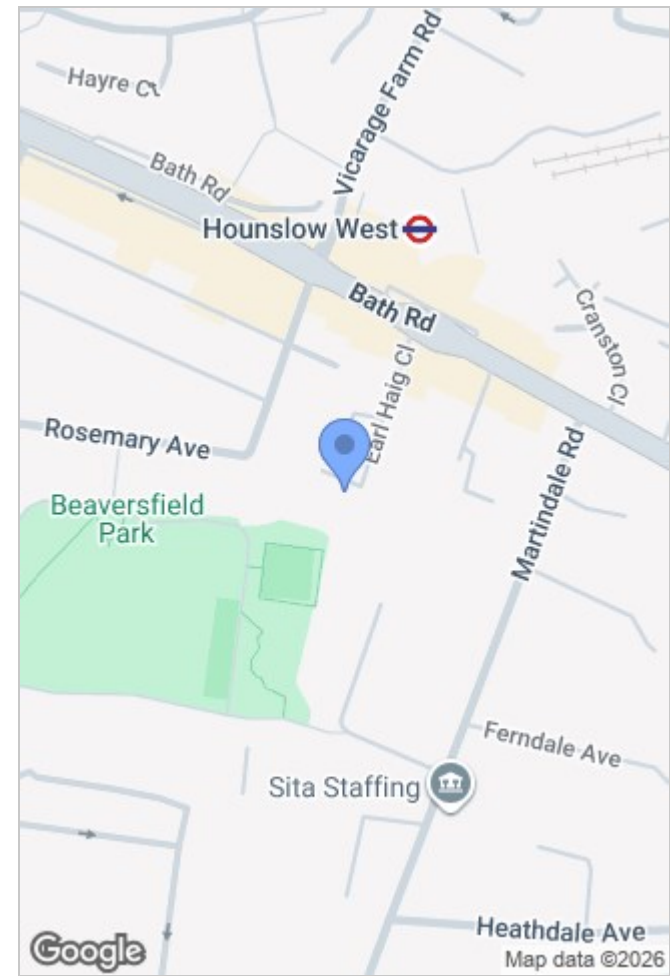 Hayre Ct
Vicarage Farm Rd
Bath Rd
Hounslow West
Bath Rd
Cranston Cl
Earl Haig Cl
Rosemary Ave
Martindale Rd
Beaversfield
Park
Ferndale Ave
Sita Staffing
Heathdale Ave
Google
Map data ©2026